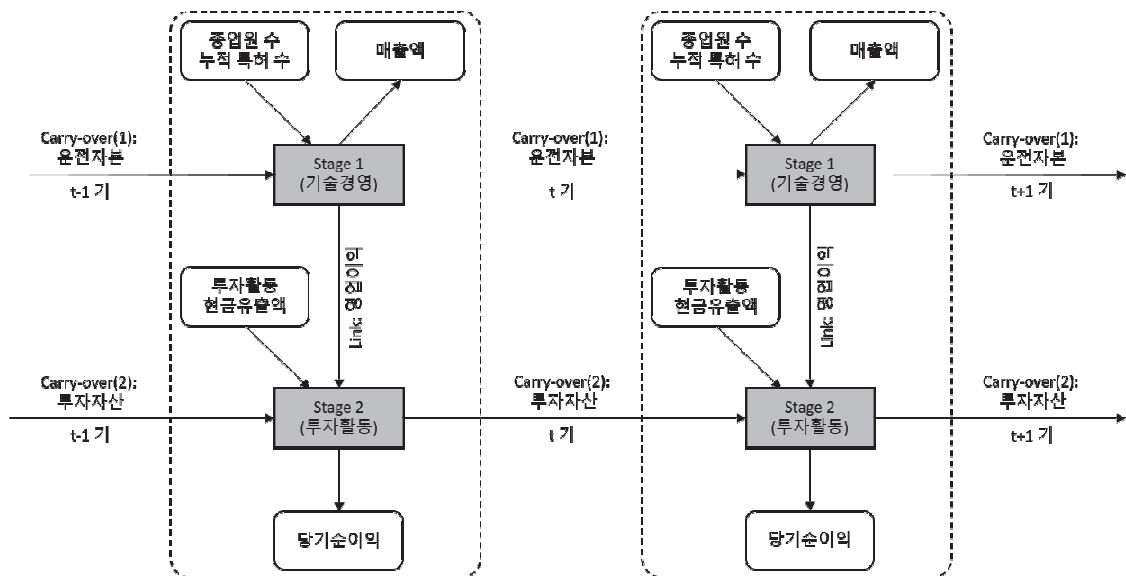 종업원 수
누적 특허 수
매출액
종업원 수
누적 특허 수
매출액
Carry-over(1):
운전자본
t-1 기
Stage 1
(기술경영)
Carry-over(1):
운전자본
t 기
Stage 1
(기술경영)
Carry-over(1):
운전자본
t+1 기
투자활동
현금유출액
Link: 영업이익
투자활동
현금유출액
Link: 영업이익
Carry-over(2):
투자자산
t-1 기
Stage 2
(투자활동)
Carry-over(2):
투자자산
t 기
Stage 2
(투자활동)
Carry-over(2):
투자자산
t+1 기
당기순이익
당기순이익